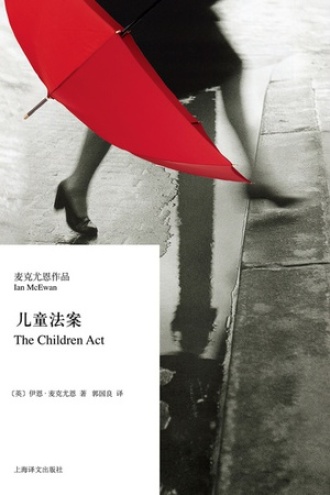 麦克尤恩作品
Ian McEwan
儿童法案
The Children Act
〔英〕伊恩·麦克尤恩 著 郭国良 译
上海译文出版社